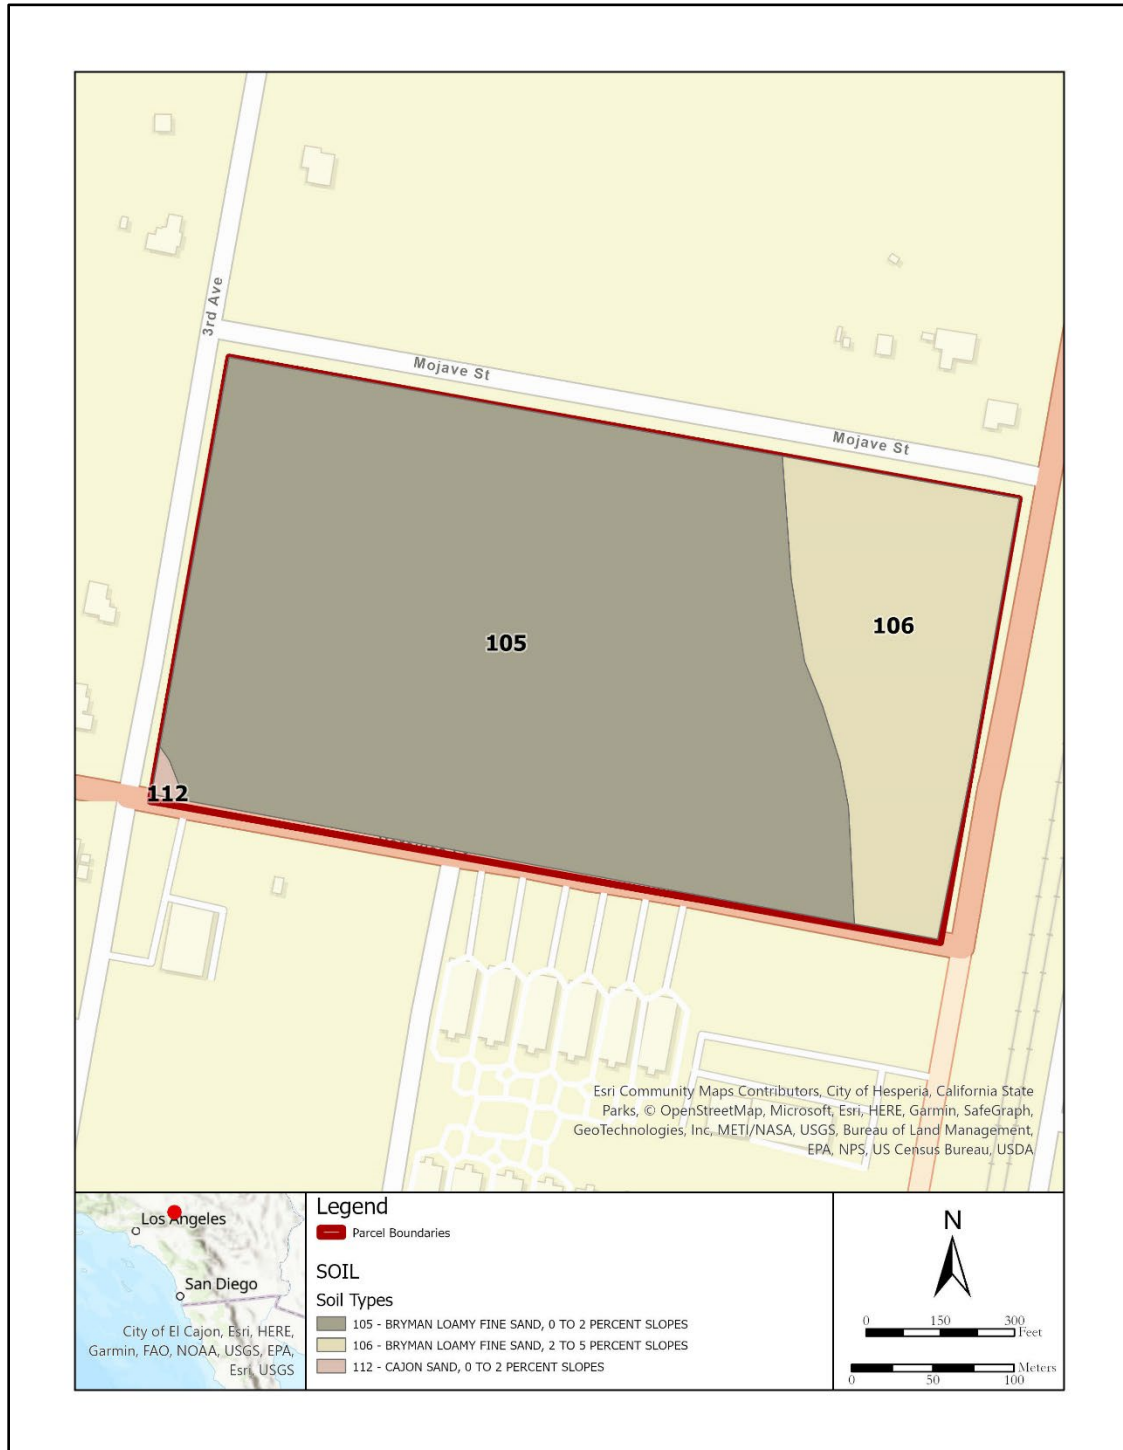 3rd Ave
Mojave St
Mojave St
105
106
112
Esri Community Maps Contributors, City of Hesperia, California State
Parks, © OpenStreetMap, Microsoft, Esri, HERE, Garmin, SafeGraph,
GeoTechnologies, Inc, METI/NASA, USGS, Bureau of Land Management,
EPA, NPS, US Census Bureau, USDA
Los Angeles
San Diego
City of El Cajon, Esri, HERE,
Garmin, FAO, NOAA, USGS, EPA,
Esri, USGS
Legend
Parcel Boundaries
SOIL
Soil Types
105 - BRYMAN LOAMY FINE SAND, 0 TO 2 PERCENT SLOPES
106 - BRYMAN LOAMY FINE SAND, 2 TO 5 PERCENT SLOPES
112 - CAJON SAND, 0 TO 2 PERCENT SLOPES
N
0 150 300
Feet
Meters
0 50 100